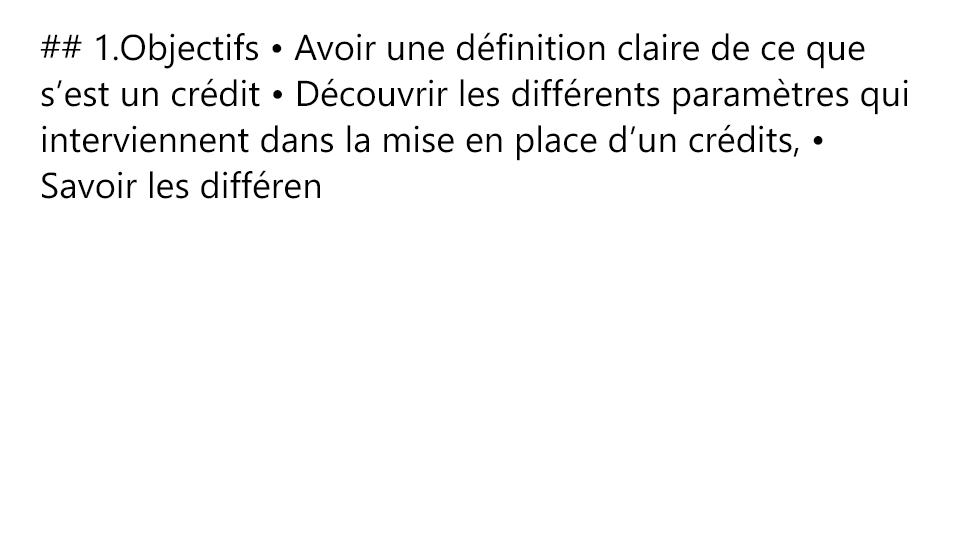 ## 1.Objectifs • Avoir une définition claire de ce que
s’est un crédit • Découvrir les différents paramètres qui
interviennent dans la mise en place d’un crédits, •
Savoir les différen